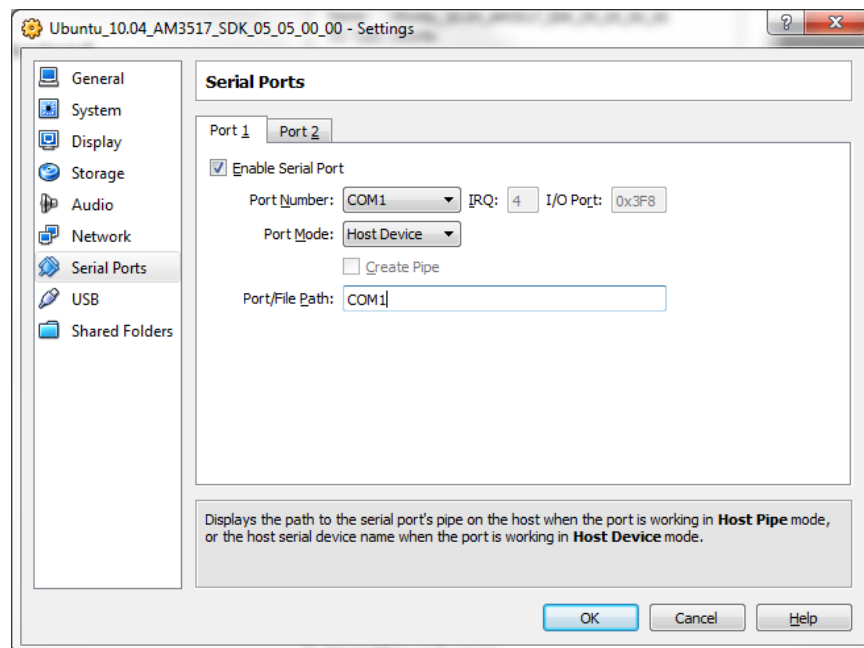 Ubuntu_10.04_AM3517_SDK_05_05_00_00 - Settings
General
System
Display
Storage
Audio
Network
Serial Ports
USB
Shared Folders
Serial Ports
Port 1 Port 2
Enable Serial Port
Port Number: COM1 IRQ: 4 I/O Port: 0x3F8
Port Mode: Host Device
Create Pipe
Port/File Path: COM1
Displays the path to the serial port's pipe on the host when the port is working in Host Pipe mode,
or the host serial device name when the port is working in Host Device mode.
OK Cancel Help